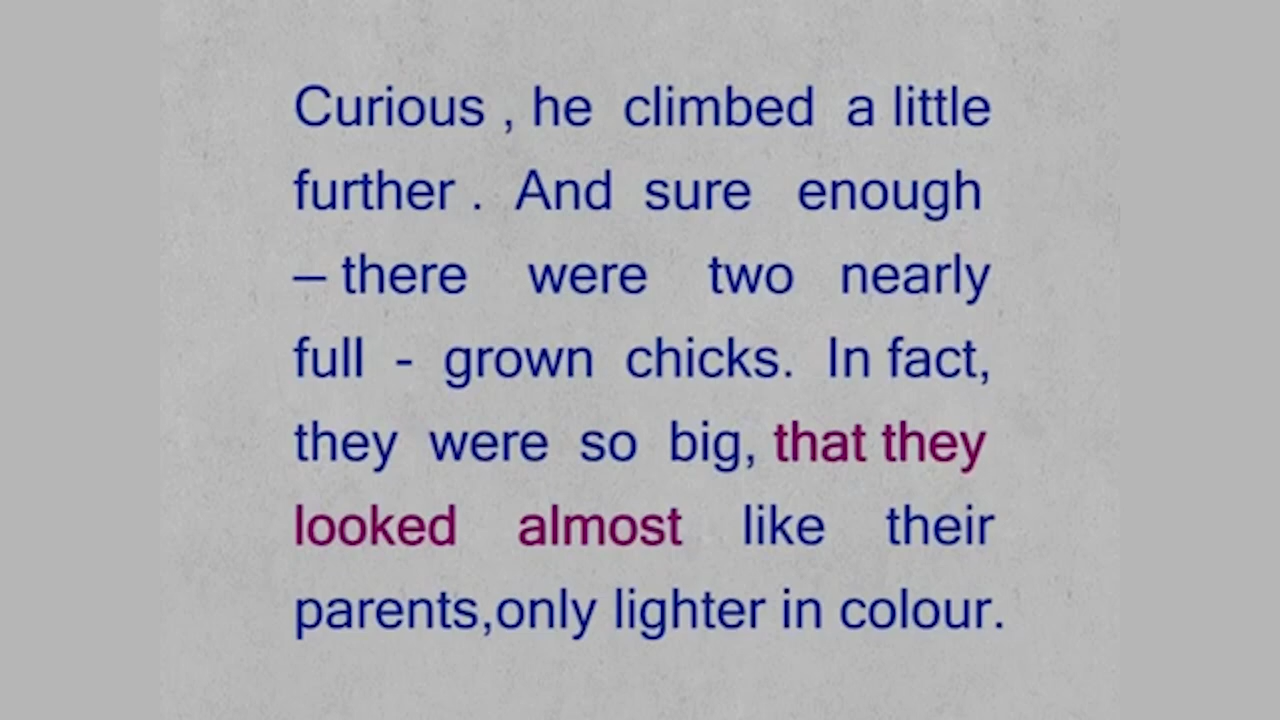 Curious , he climbed a little
further . And sure enough
– there were two nearly
full - grown chicks. In fact,
they were so big, that they
looked almost like their
parents,only lighter in colour.